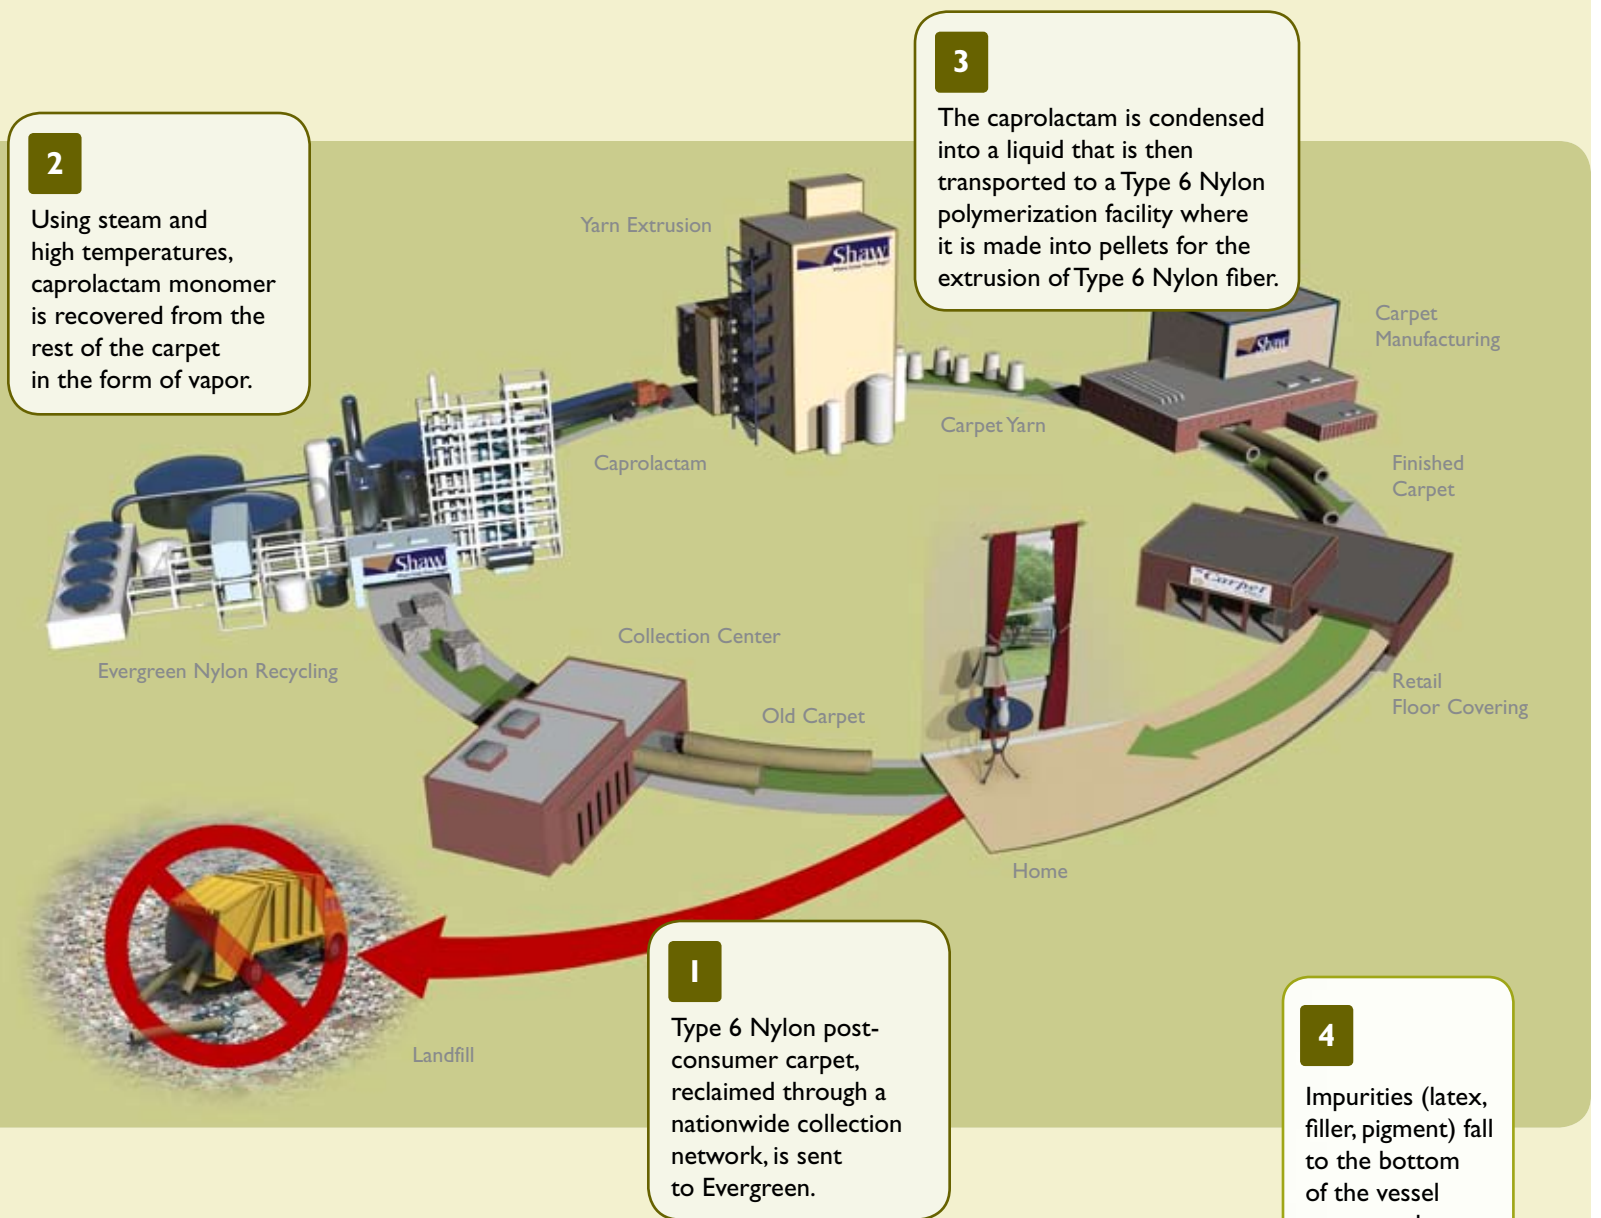 3
The caprolactam is condensed
into a liquid that is then
transported to a Type 6 Nylon
polymerization facility where
it is made into pellets for the
extrusion of Type 6 Nylon fiber.
2
Using steam and
high temperatures,
caprolactam monomer
is recovered from the
rest of the carpet
in the form of vapor.
Yarn Extrusion
Shaw
Carpet
Manufacturing
Shaw
Carpet Yarn
Caprolactam
Finished
Carpet
Shaw
Carpet
Collection Center
Evergreen Nylon Recycling
Retail
Floor Covering
Old Carpet
Home
Landfill
1
Type 6 Nylon post-
consumer carpet,
reclaimed through a
nationwide collection
network, is sent
to Evergreen.
4
Impurities (latex,
filler, pigment) fall
to the bottom
of the vessel